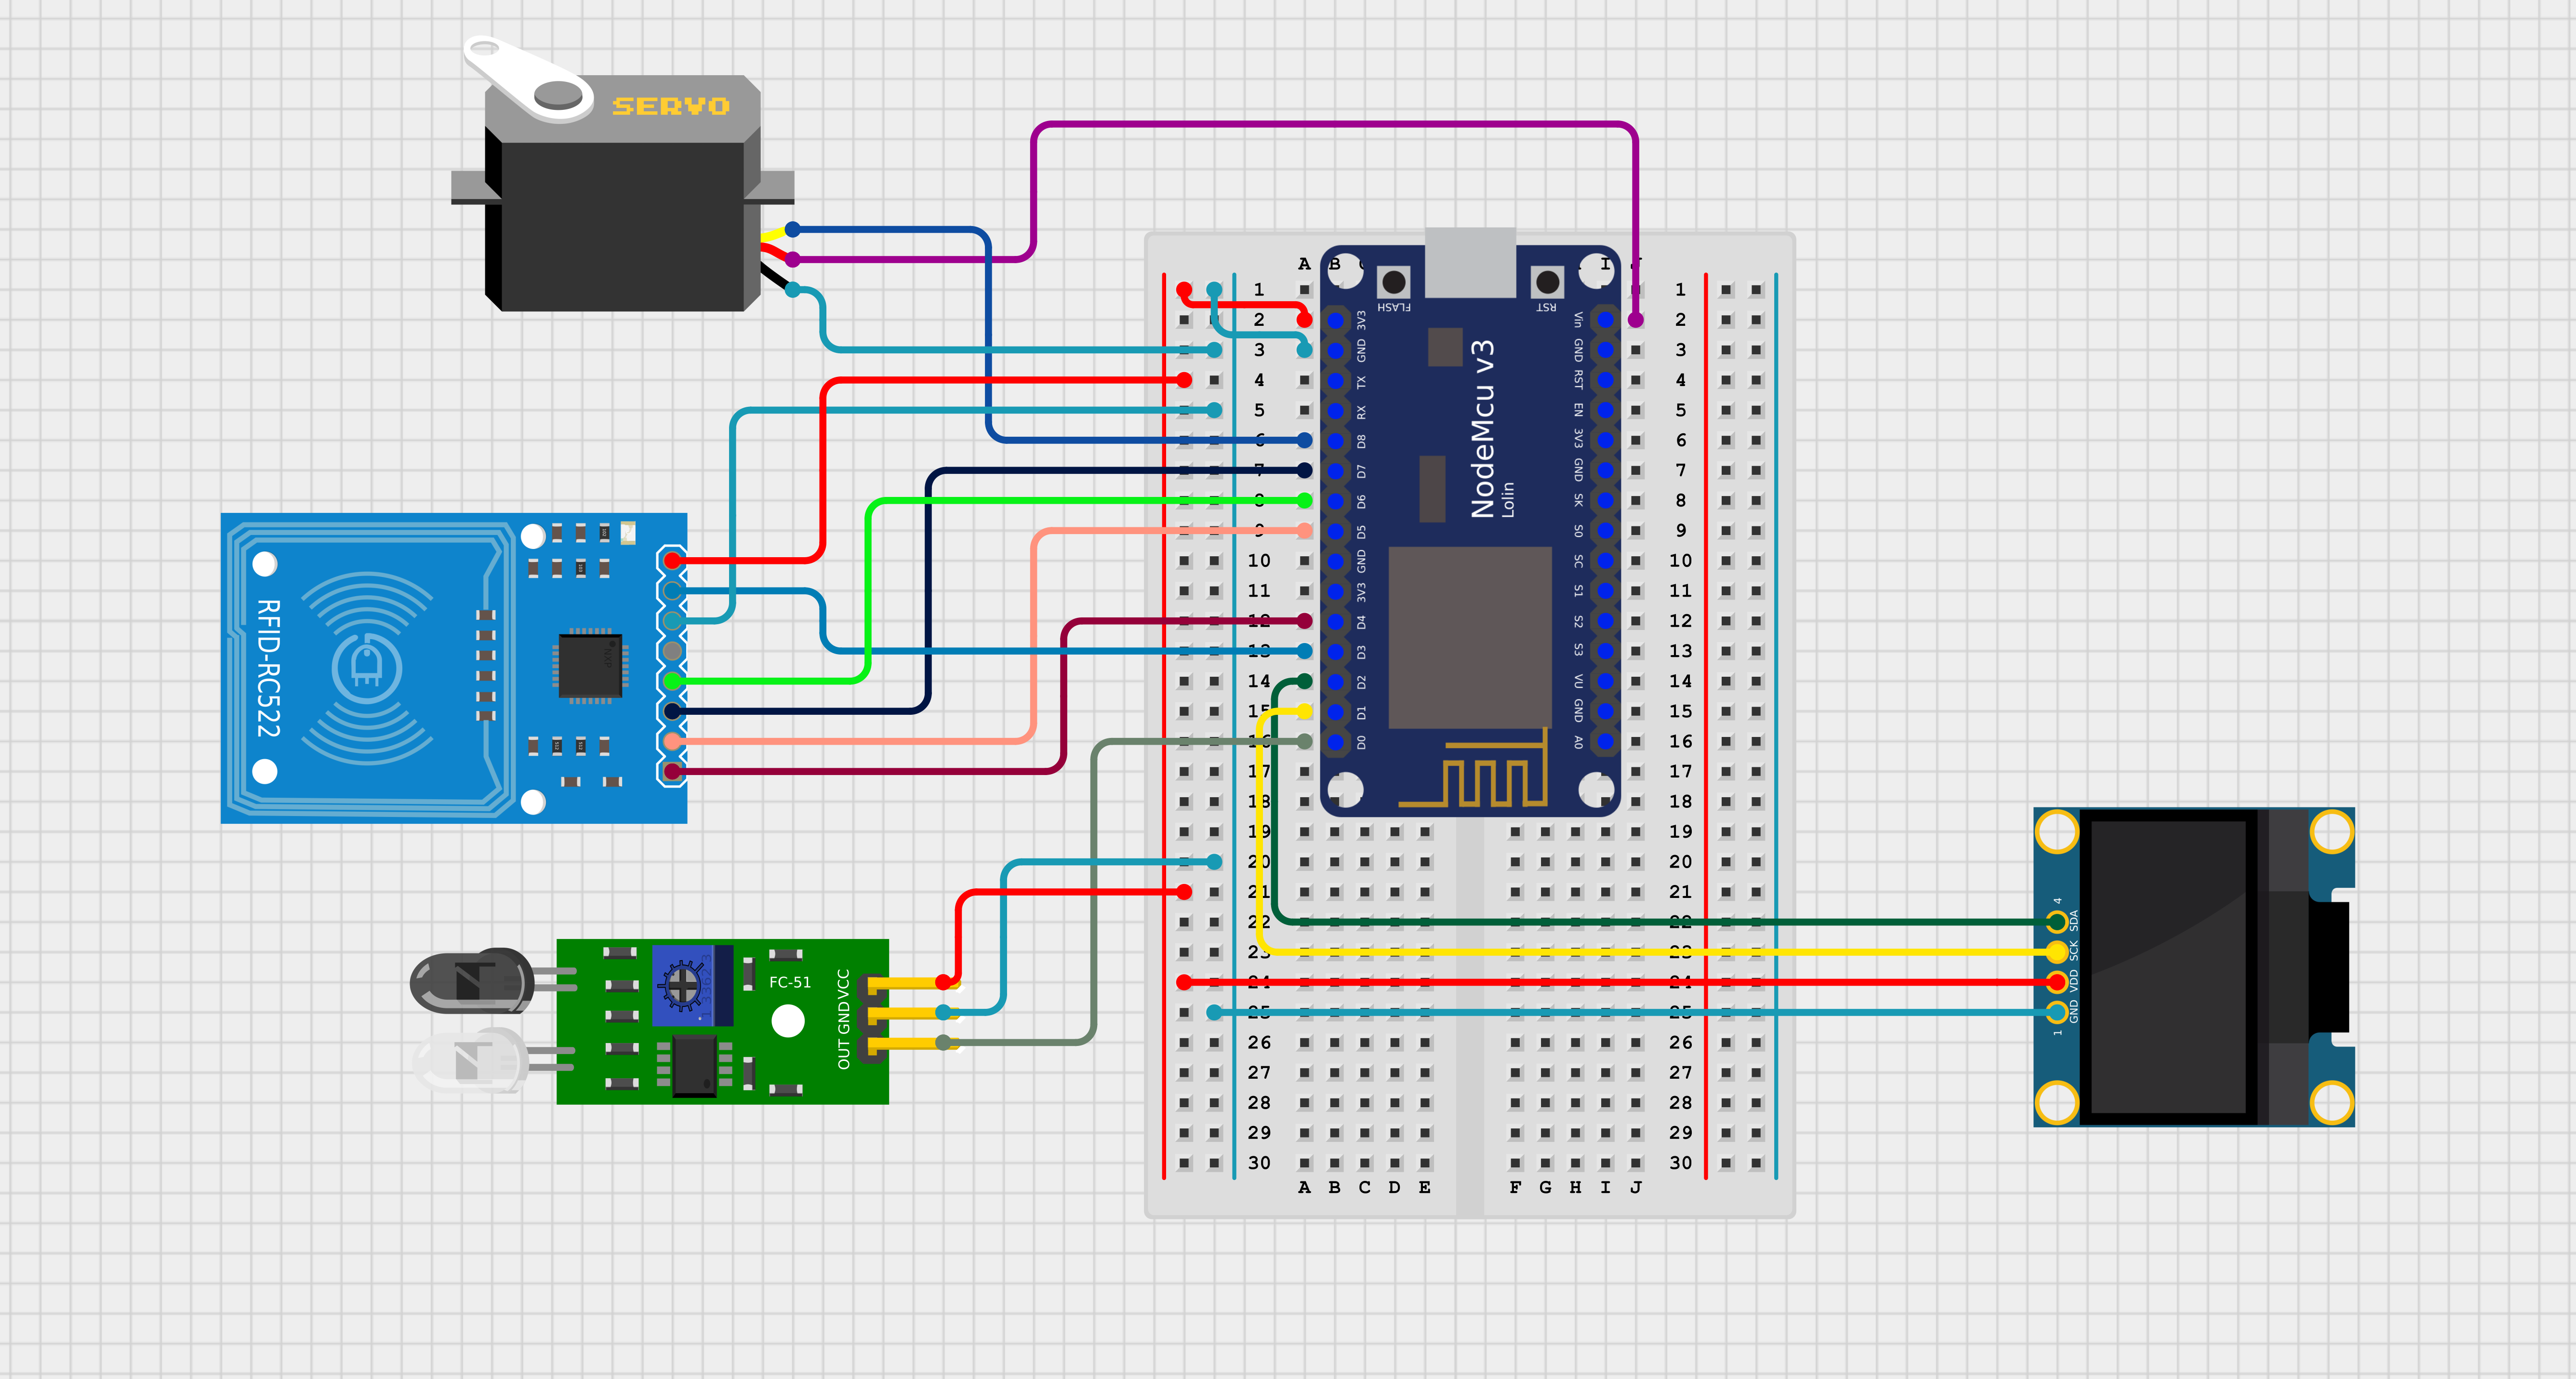 SERVO
A B I J
1 1
2 2
3 3
4 4
5 5
6 6
7 7
8 8
9 9
10 10
11 11
12 12
13 13
14 14
15 15
16 16
17 17
18 18
19 19
20 20
21 21
22 22
23 23
24 24
25 25
26 26
27 27
28 28
29 29
30 30
A B C D E F G H I J
FLASH
RST
3V3
GND
TX
RX
D8
D7
D6
D5
GND
3V3
D4
D3
D2
D1
D0
Vin
GND
RST
EN
3V3
GND
SK
S0
SC
S1
S2
S3
VU
GND
A0
NodeMcu v3
Lolin
RFID-RC522
NXP
FC-51
VCC
GND
OUT
4
SDA
SCK
VDD
GND
1